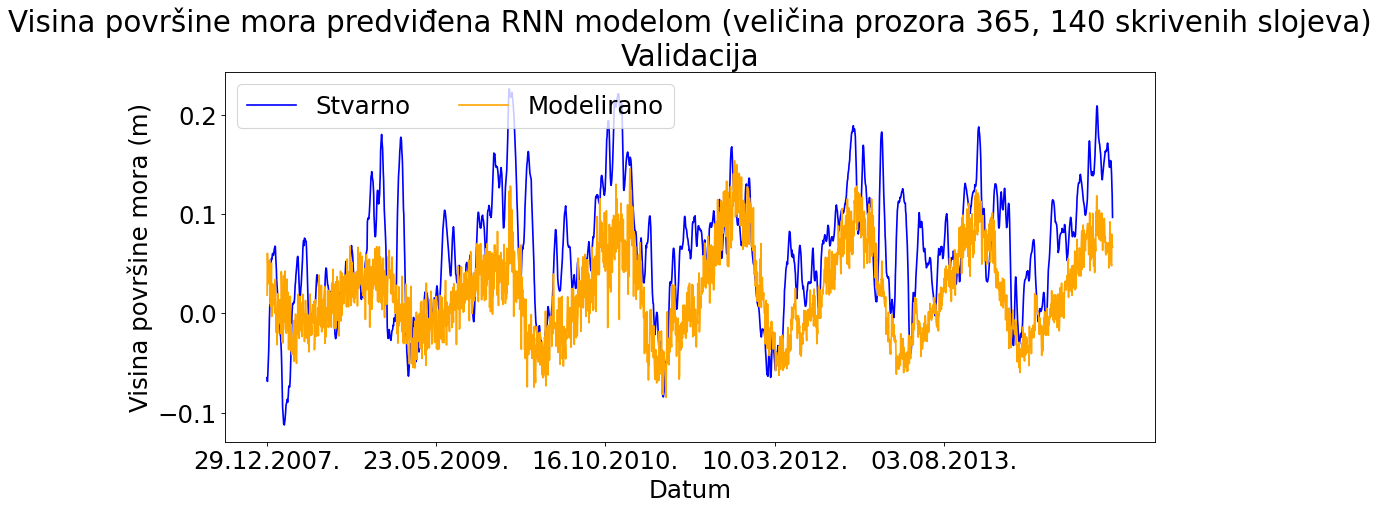 Visina površine mora predviđena RNN modelom (veličina prozora 365, 140 skrivenih slojeva)
Validacija
Stvarno Modelirano
Visina površine mora (m)
0.2
0.1
0.0
−0.1
29.12.2007. 23.05.2009. 16.10.2010. 10.03.2012. 03.08.2013.
Datum